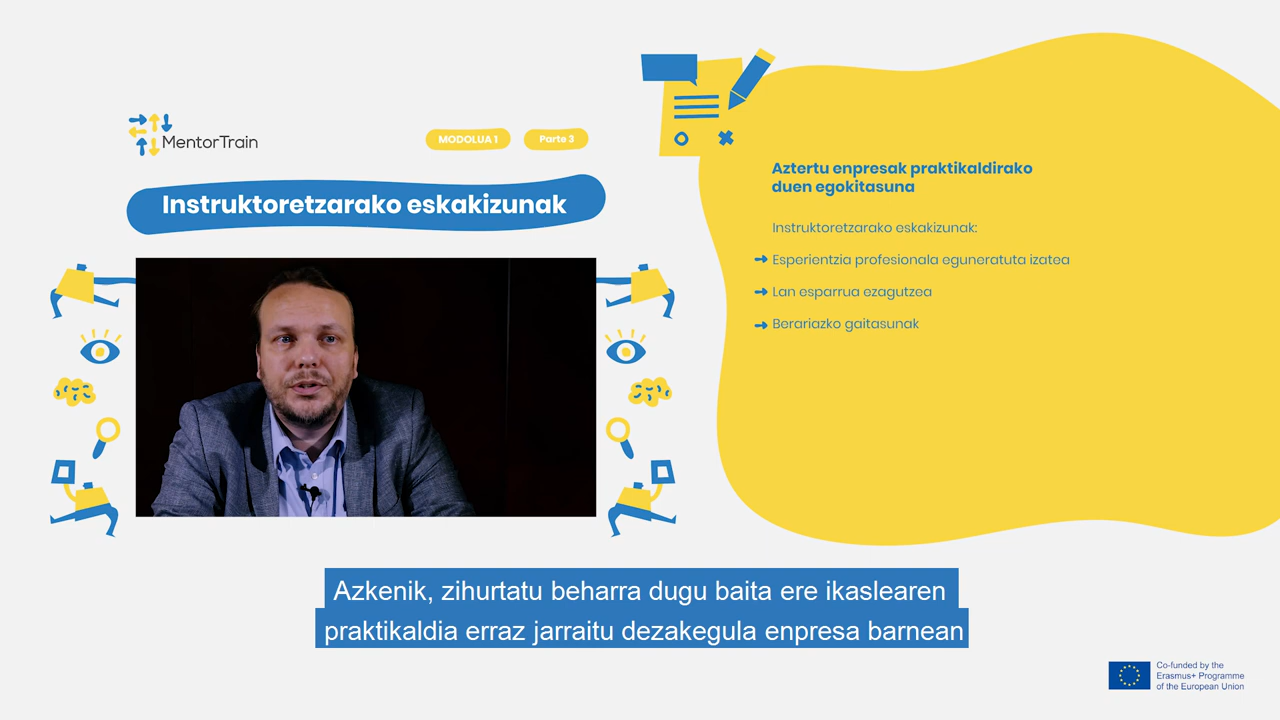 MentorTrain
MODOLUA 1
Parte 3
Instruktoretzarako eskakizunak
Aztertu enpresak praktikaldirako
duen egokitasuna
Instruktoretzarako eskakizunak:
Esperientzia profesionala eguneratuta izatea
Lan esparrua ezagutzea
Berariazko gaitasunak
Azkenik, zihurtatu beharra dugu baita ere ikaslearen
praktikaldia erraz jarraitu dezakegula enpresa barnean
Co-funded by the
Erasmus+ Programme
of the European Union